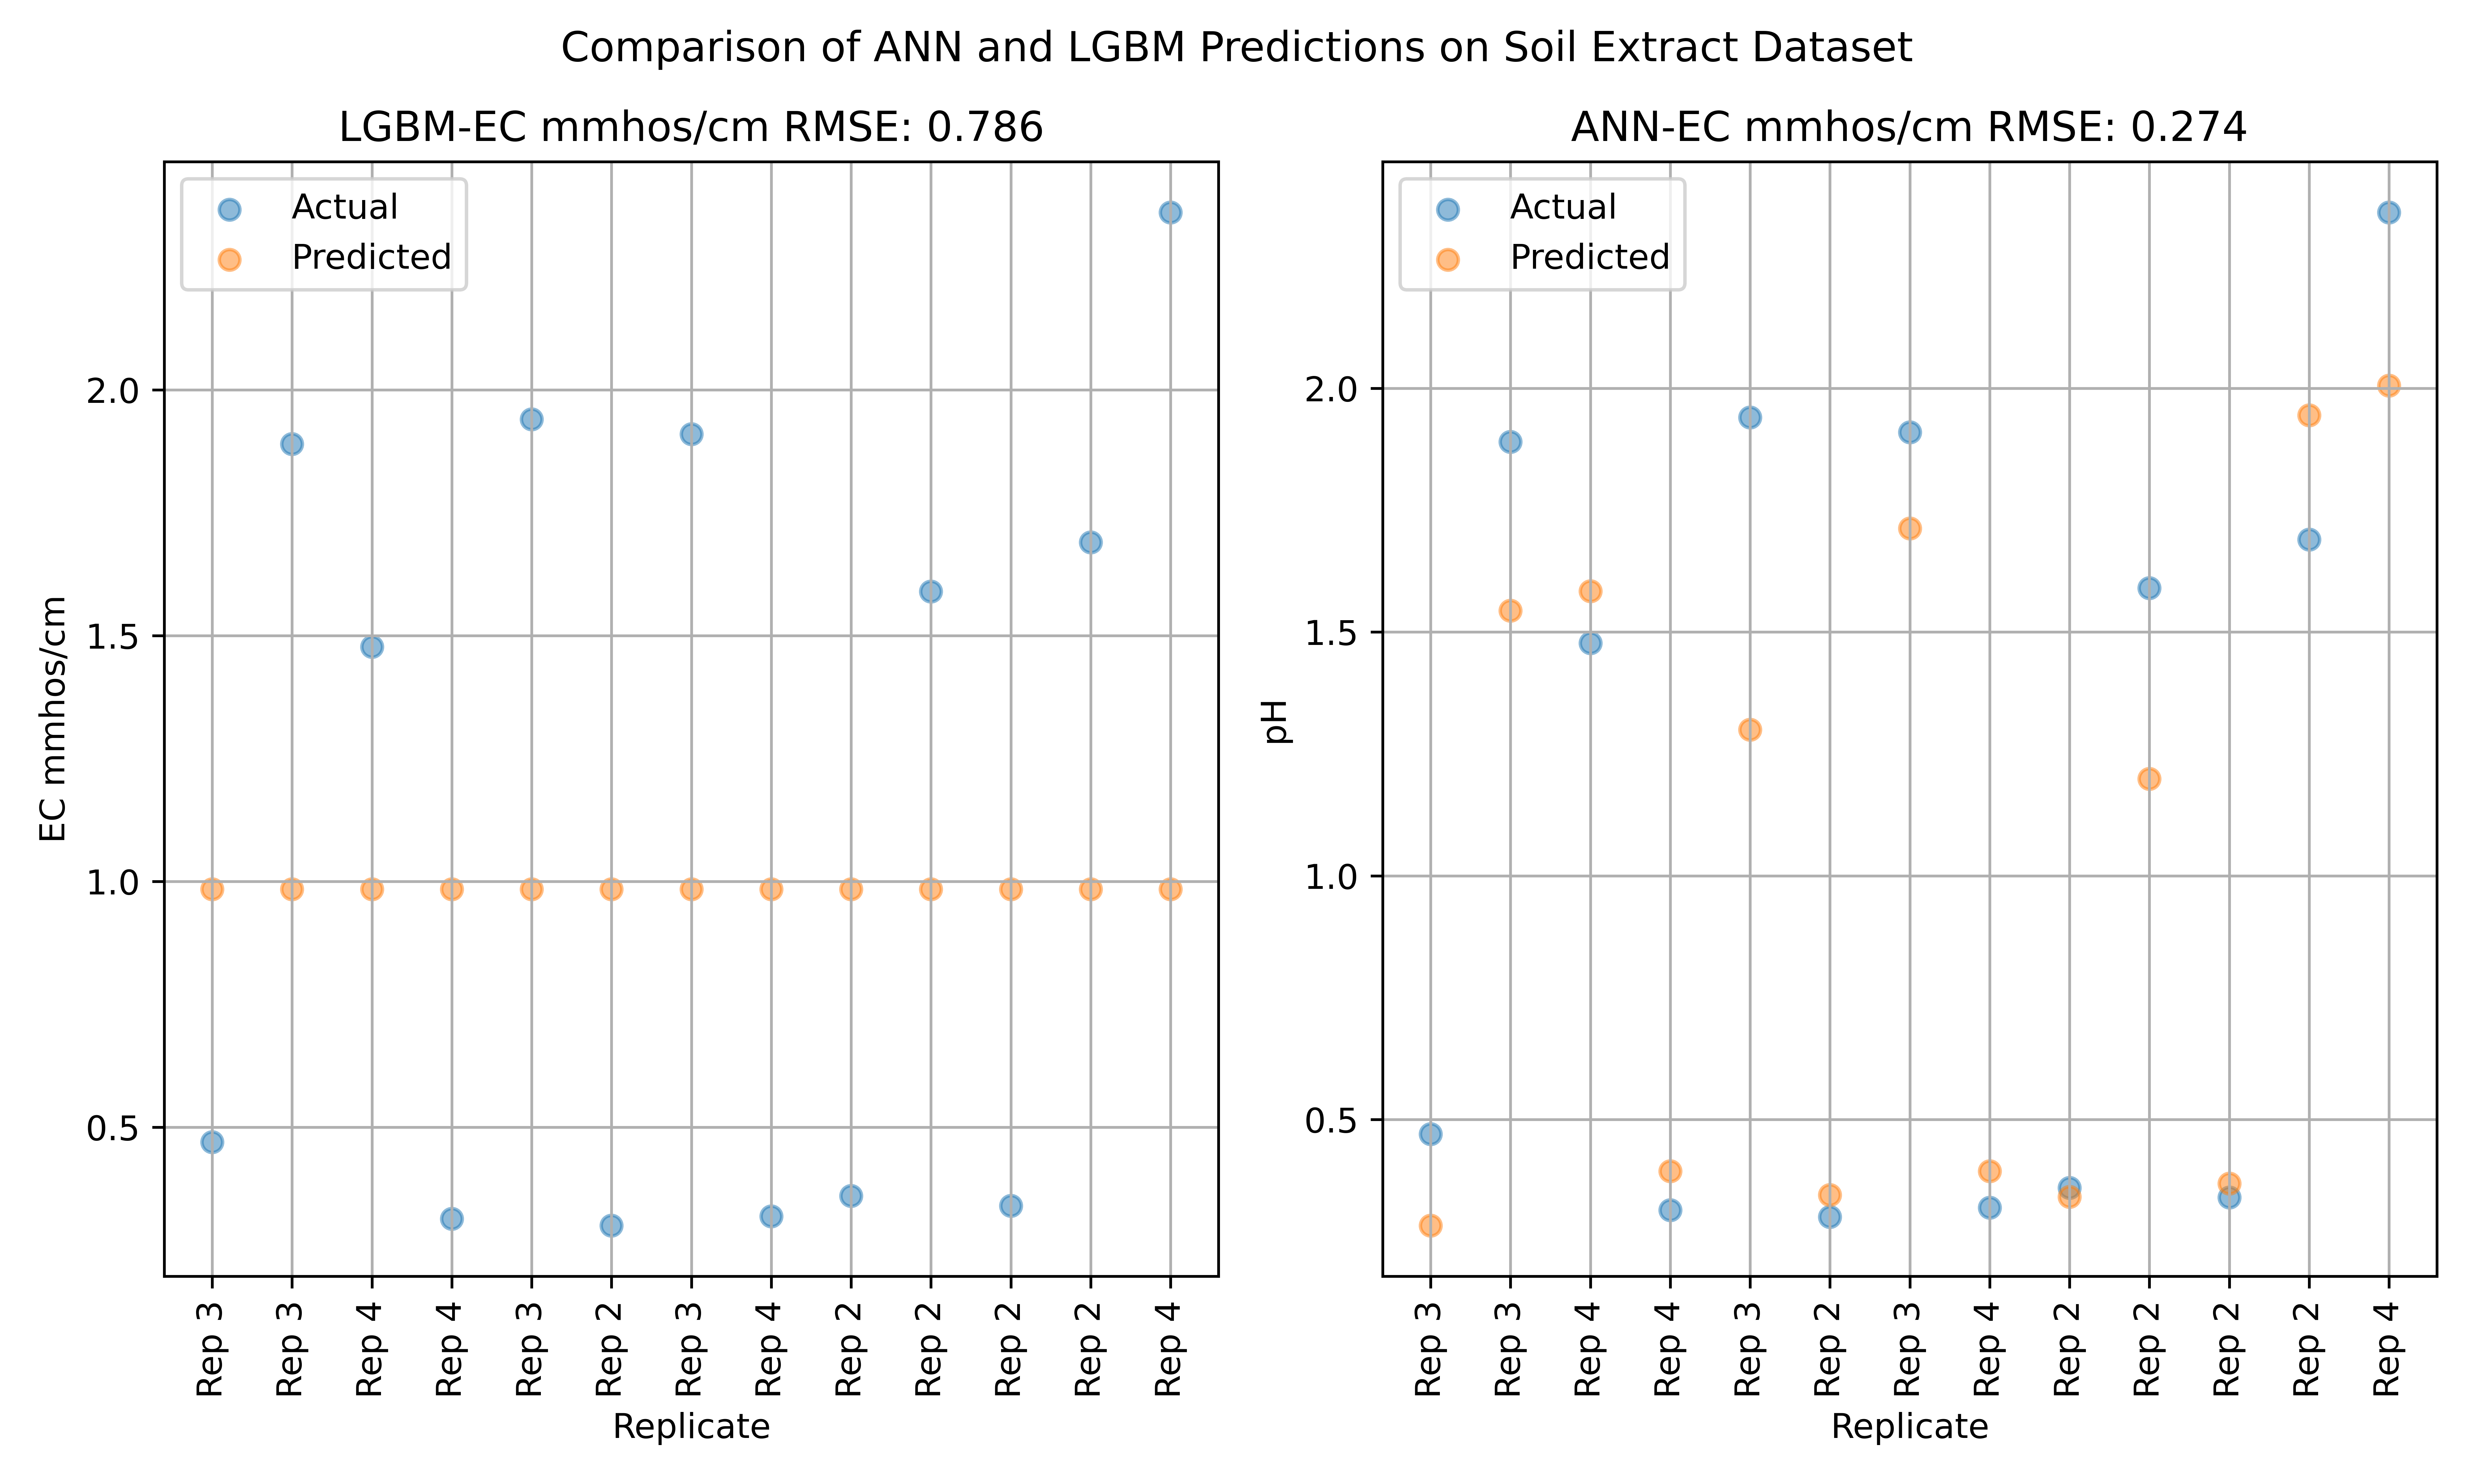 Comparison of ANN and LGBM Predictions on Soil Extract Dataset
LGBM-EC mmhos/cm RMSE: 0.786
Actual
Predicted
EC mmhos/cm
2.0
1.5
1.0
0.5
Rep 3
Rep 3
Rep 4
Rep 4
Rep 3
Rep 2
Rep 3
Rep 4
Rep 2
Rep 2
Rep 2
Rep 2
Rep 4
Replicate
ANN-EC mmhos/cm RMSE: 0.274
Actual
Predicted
pH
2.0
1.5
1.0
0.5
Rep 3
Rep 3
Rep 4
Rep 4
Rep 3
Rep 2
Rep 3
Rep 4
Rep 2
Rep 2
Rep 2
Rep 2
Rep 4
Replicate